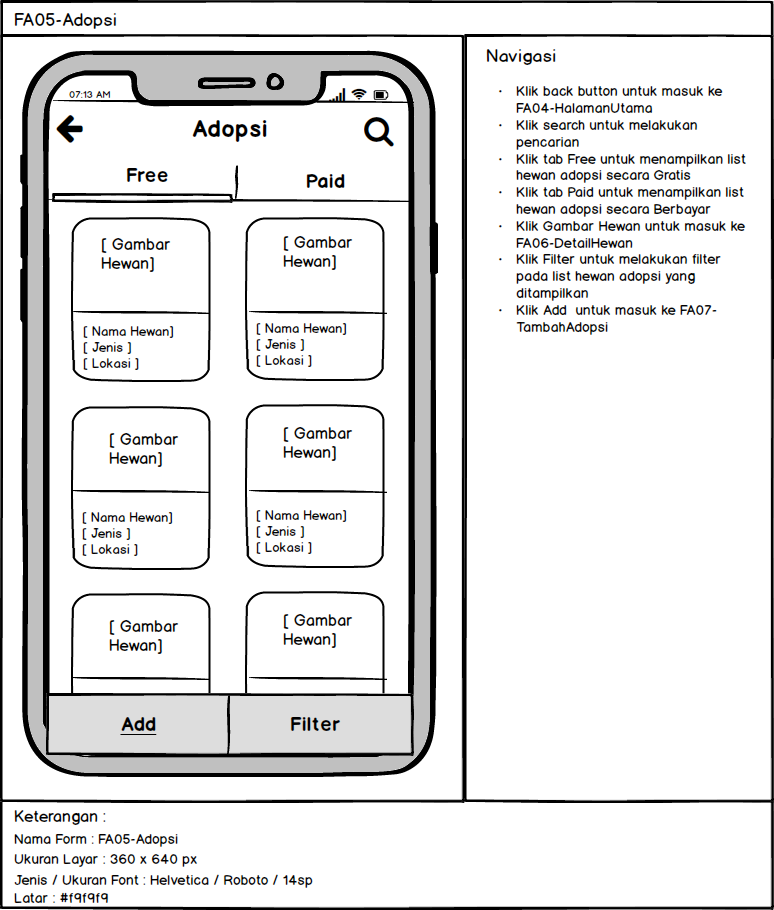 FA05-Adopsi
07:13 AM
Adopsi
Free
Paid
[ Gambar
Hewan]
[ Nama Hewan]
[ Jenis ]
[ Lokasi ]
[ Gambar
Hewan]
[ Nama Hewan]
[ Jenis ]
[ Lokasi ]
[ Gambar
Hewan]
[ Nama Hewan]
[ Jenis ]
[ Lokasi ]
[ Gambar
Hewan]
[ Nama Hewan]
[ Jenis ]
[ Lokasi ]
[ Gambar
Hewan]
[ Gambar
Hewan]
Add
Filter
Navigasi
· Klik back button untuk masuk ke
FA04-HalamanUtama
· Klik search untuk melakukan
pencarian
· Klik tab Free untuk menampilkan list
hewan adopsi secara Gratis
· Klik tab Paid untuk menampilkan list
hewan adopsi secara Berbayar
· Klik Gambar Hewan untuk masuk ke
FA06-DetailHewan
· Klik Filter untuk melakukan filter
pada list hewan adopsi yang
ditampilkan
· Klik Add  untuk masuk ke FA07-
TambahAdopsi
Keterangan :
Nama Form : FA05-Adopsi
Ukuran Layar : 360 x 640 px
Jenis / Ukuran Font : Helvetica / Roboto / 14sp
Latar : #f9f9f9